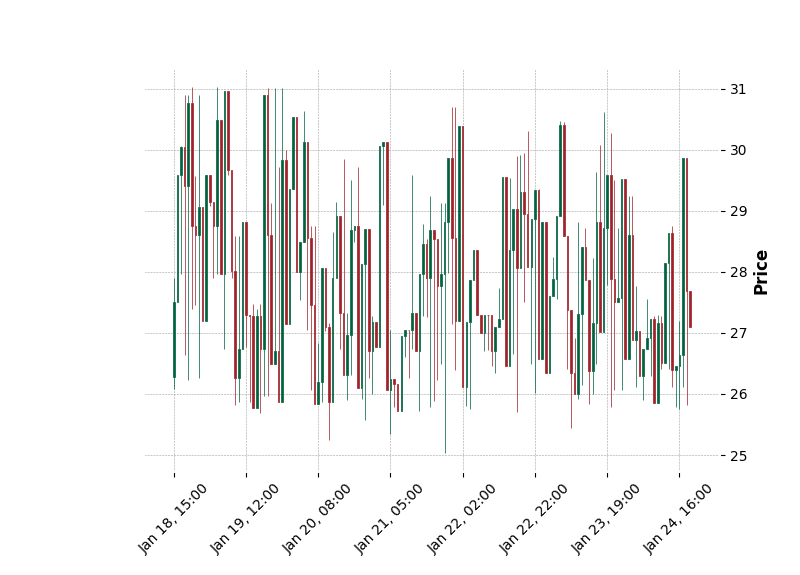 31
30
29
28
27
26
25
Price
Jan 18, 15:00
Jan 19, 12:00
Jan 20, 08:00
Jan 21, 05:00
Jan 22, 02:00
Jan 22, 22:00
Jan 23, 19:00
Jan 24, 16:00